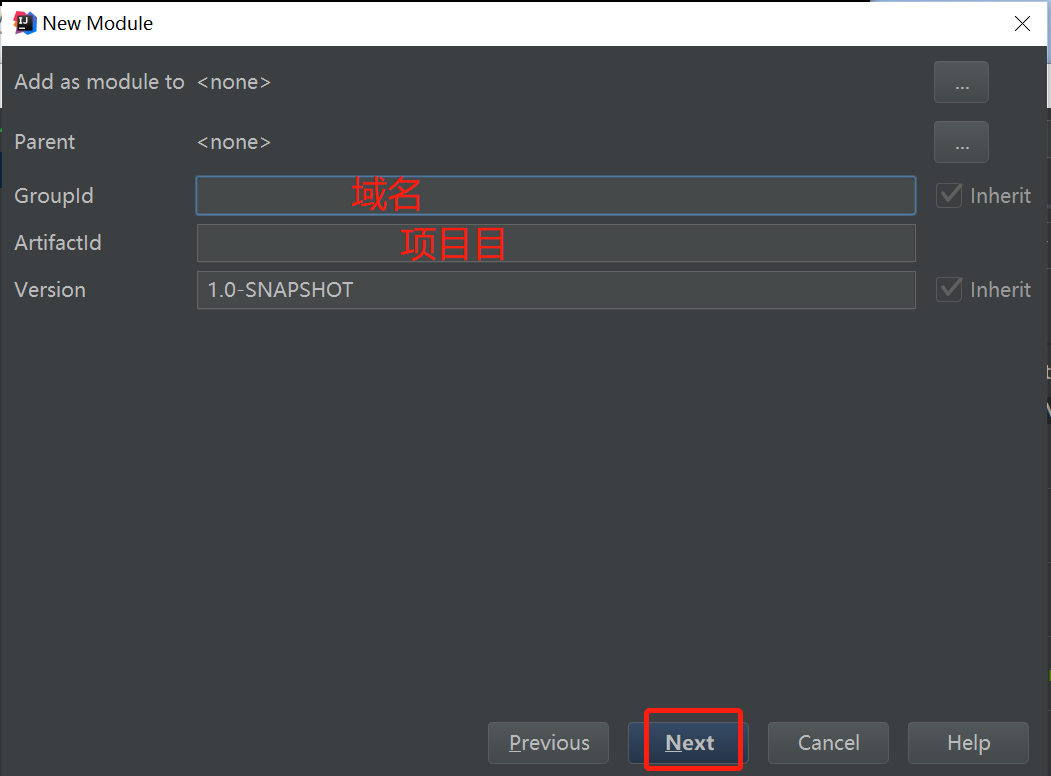 New Module
Add as module to <none> ...
Parent <none> ...
GroupId 域名 Inherit
ArtifactId 项目目
Version 1.0-SNAPSHOT Inherit
Previous Next Cancel Help